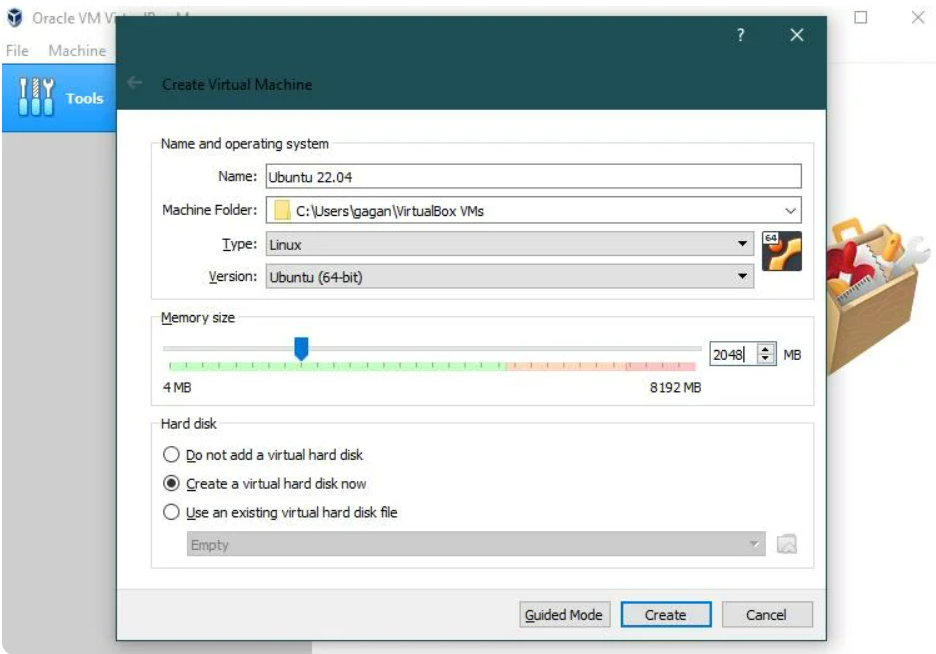 Oracle VM
? ×
File Machine
Create Virtual Machine
Tools
Name and operating system
Name: Ubuntu 22.04
Machine Folder: C:\Users\gagan\VirtualBox VMs
Type: Linux
64
Version: Ubuntu (64-bit)
Memory size
2048 MB
4 MB 8192 MB
Hard disk
Do not add a virtual hard disk
Create a virtual hard disk now
Use an existing virtual hard disk file
Empty
Guided Mode Create Cancel